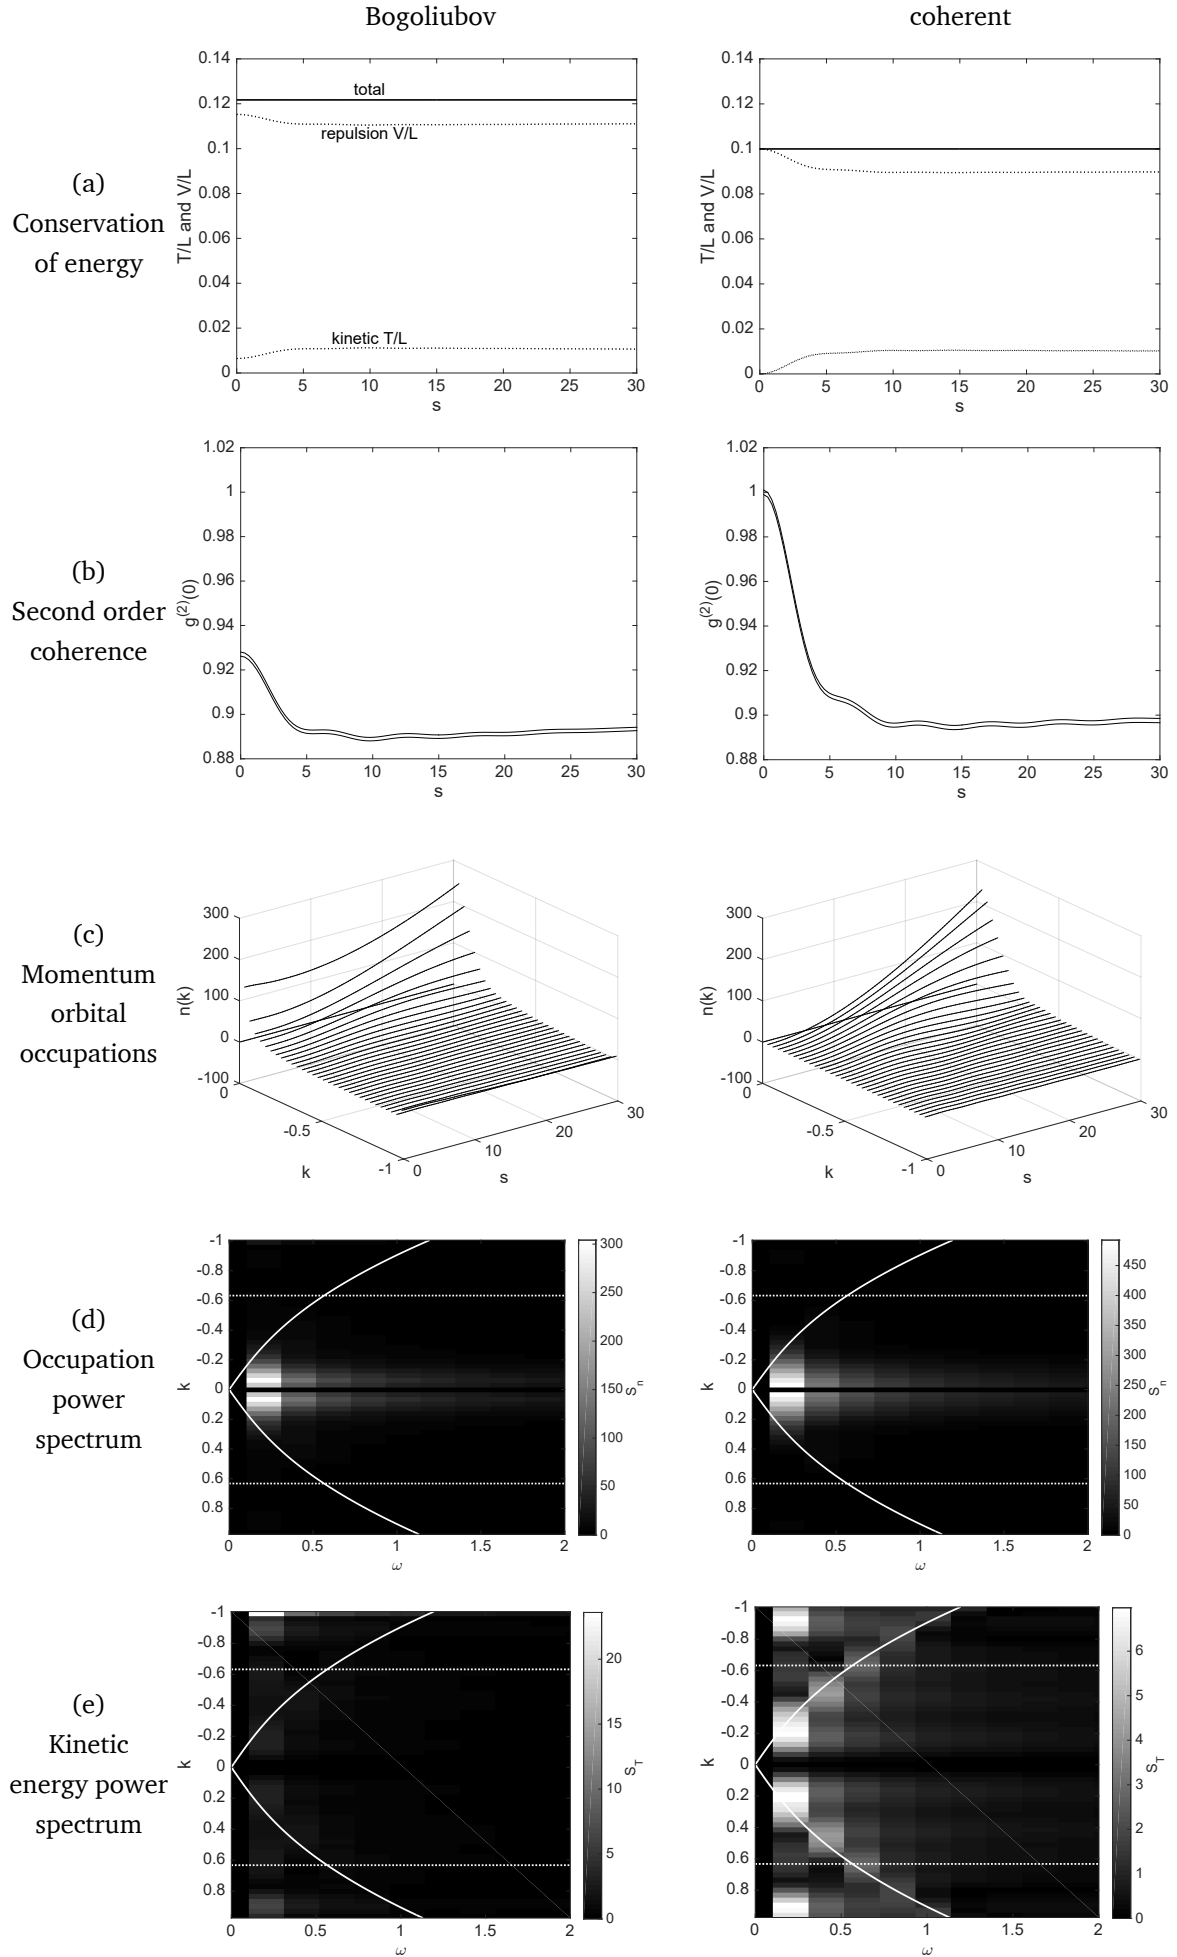 Bogoliubov
coherent
(a)
Conservation
of energy
T/L and V/L
0.14
0.12
0.1
0.08
0.06
0.04
0.02
0
total
repulsion V/L
kinetic T/L
0 5 10 15 20 25 30
s
T/L and V/L
0.14
0.12
0.1
0.08
0.06
0.04
0.02
0
0 5 10 15 20 25 30
s
(b)
Second order
coherence
g(2)(0)
1.02
1
0.98
0.96
0.94
0.92
0.9
0.88
0 5 10 15 20 25 30
s
g(2)(0)
1.02
1
0.98
0.96
0.94
0.92
0.9
0.88
0 5 10 15 20 25 30
s
(c)
Momentum
orbital
occupations
n(k)
300
200
100
0
-100
0
-0.5
-1
k
0
10
20
30
s
n(k)
300
200
100
0
-100
0
-0.5
-1
k
0
10
20
30
s
(d)
Occupation
power
spectrum
k
-1
-0.8
-0.6
-0.4
-0.2
0
0.2
0.4
0.6
0.8
0 0.5 1 1.5 2
ω
300
250
200
150
100
50
0
Sn
k
-1
-0.8
-0.6
-0.4
-0.2
0
0.2
0.4
0.6
0.8
0 0.5 1 1.5 2
ω
450
400
350
300
250
200
150
100
50
0
Sn
(e)
Kinetic
energy power
spectrum
k
-1
-0.8
-0.6
-0.4
-0.2
0
0.2
0.4
0.6
0.8
0 0.5 1 1.5 2
ω
20
15
10
5
0
ST
k
-1
-0.8
-0.6
-0.4
-0.2
0
0.2
0.4
0.6
0.8
0 0.5 1 1.5 2
ω
6
5
4
3
2
1
0
ST